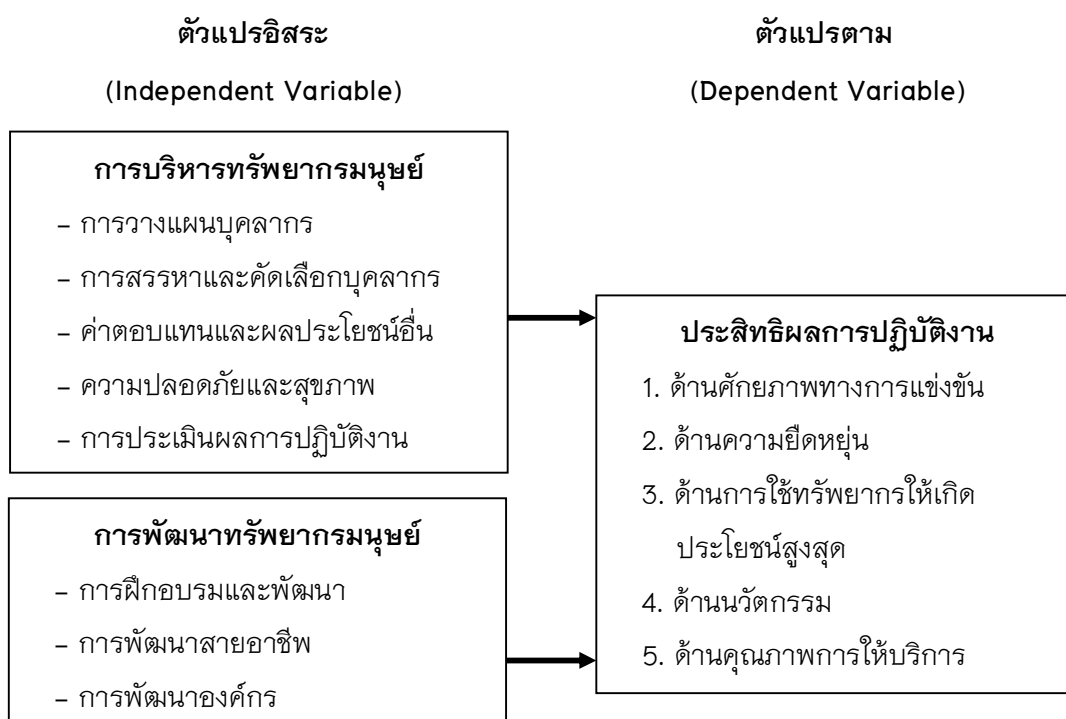 ตัวแปรอิสระ
(Independent Variable)
การบริหารทรัพยากรมนุษย์
– การวางแผนบุคลากร
– การสรรหาและคัดเลือกบุคลากร
– ค่าตอบแทนและผลประโยชน์อื่น
– ความปลอดภัยและสุขภาพ
– การประเมินผลการปฏิบัติงาน
การพัฒนาทรัพยากรมนุษย์
– การฝึกอบรมและพัฒนา
– การพัฒนาสายอาชีพ
– การพัฒนาองค์กร
ตัวแปรตาม
(Dependent Variable)
ประสิทธิผลการปฏิบัติงาน
1. ด้านศักยภาพทางการแข่งขัน
2. ด้านความยืดหยุ่น
3. ด้านการใช้ทรัพยากรให้เกิด
ประโยชน์สูงสุด
4. ด้านนวัตกรรม
5. ด้านคุณภาพการให้บริการ